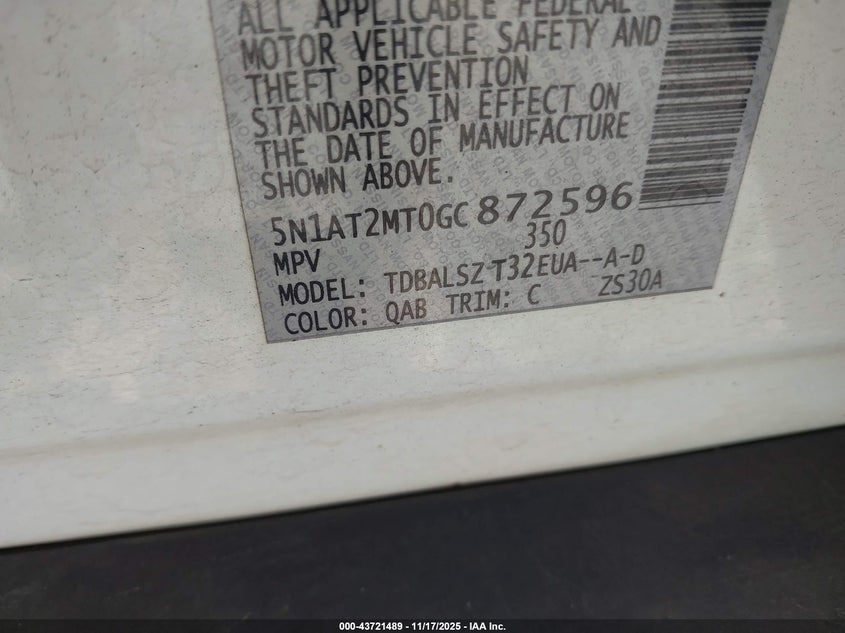 ALL APPLICABLE FEDERAL
MOTOR VEHICLE SAFETY AND
THEFT PREVENTION
STANDARDS IN EFFECT ON
THE DATE OF MANUFACTURE
SHOWN ABOVE.
5N1AT2MT0GC872596
MPV 350
MODEL: TDBALSZ T32EUA--A-D
COLOR: QAB TRIM: C ZS30A
000-43721489 - 11/17/2025 - IAA Inc.